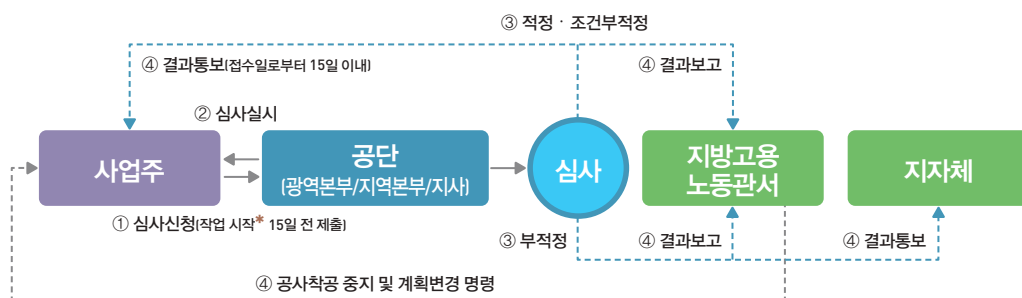 ③ 적정 · 조건부적정
④ 결과통보(접수일로부터 15일 이내)
④ 결과보고
② 심사실시
사업주
공단
(광역본부/지역본부/지사)
심사
지방고용
노동관서
지자체
① 심사신청(작업 시작* 15일 전 제출)
③ 부적정
④ 결과보고
④ 결과통보
④ 공사착공 중지 및 계획변경 명령